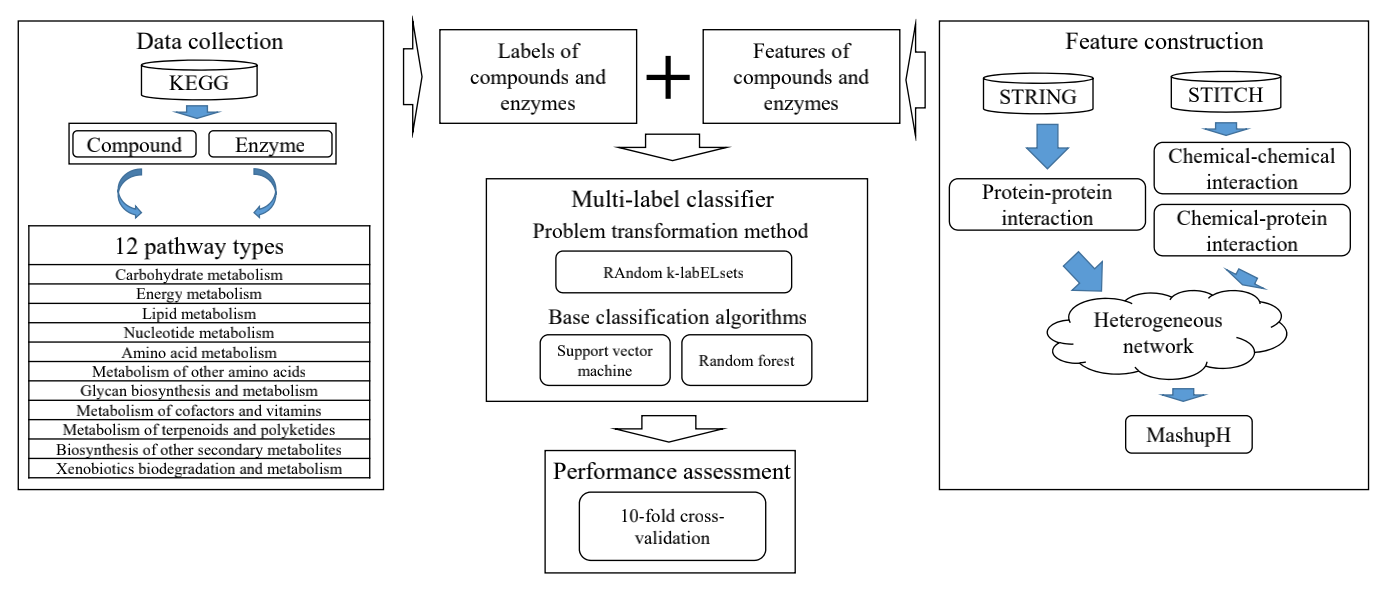 Data collection
KEGG
Compound
Enzyme
12 pathway types
Carbohydrate metabolism
Energy metabolism
Lipid metabolism
Nucleotide metabolism
Amino acid metabolism
Metabolism of other amino acids
Glycan biosynthesis and metabolism
Metabolism of cofactors and vitamins
Metabolism of terpenoids and polyketides
Biosynthesis of other secondary metabolites
Xenobiotics biodegradation and metabolism
Labels of
compounds and
enzymes
+
Features of
compounds and
enzymes
Multi-label classifier
Problem transformation method
RAndom k-labELsets
Base classification algorithms
Support vector
machine
Random forest
Performance assessment
10-fold cross-
validation
Feature construction
STRING
STITCH
Protein-protein
interaction
Chemical-chemical
interaction
Chemical-protein
interaction
Heterogeneous
network
MashupH